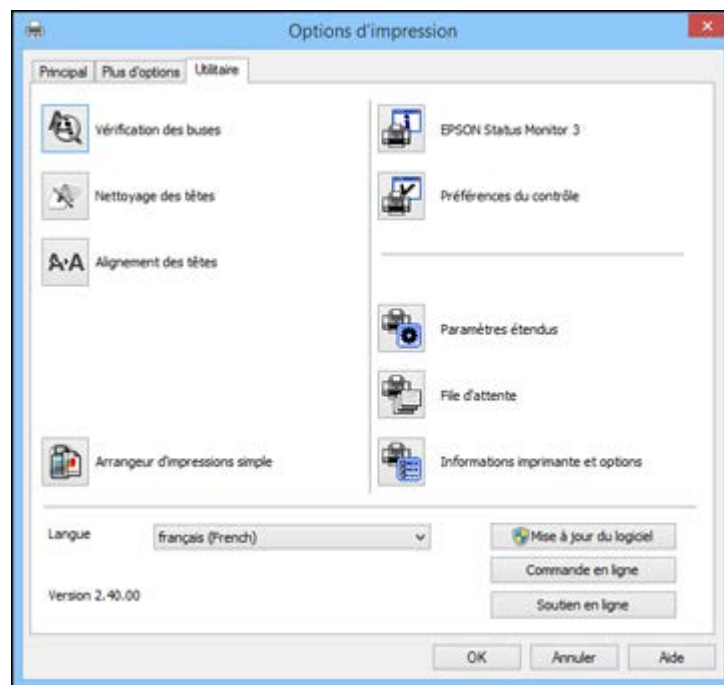 Options d'impression
Principal
Plus d'options
Utilitaire
Vérification des buses
Nettoyage des têtes
A›A Alignement des têtes
Arrangeur d'impressions simple
EPSON Status Monitor 3
Préférences du contrôle
Paramètres étendus
File d'attente
Informations imprimante et options
Langue
français (French)
Version 2.40.00
Mise à jour du logiciel
Commande en ligne
Soutien en ligne
OK
Annuler
Aide